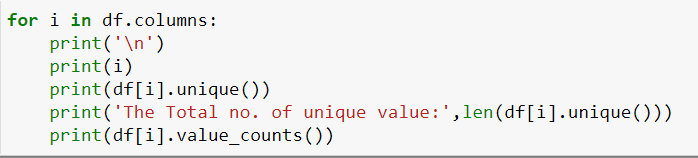 for i in df.columns:
    print('\n')
    print(i)
    print(df[i].unique())
    print('The Total no. of unique value:',len(df[i].unique()))
    print(df[i].value_counts())